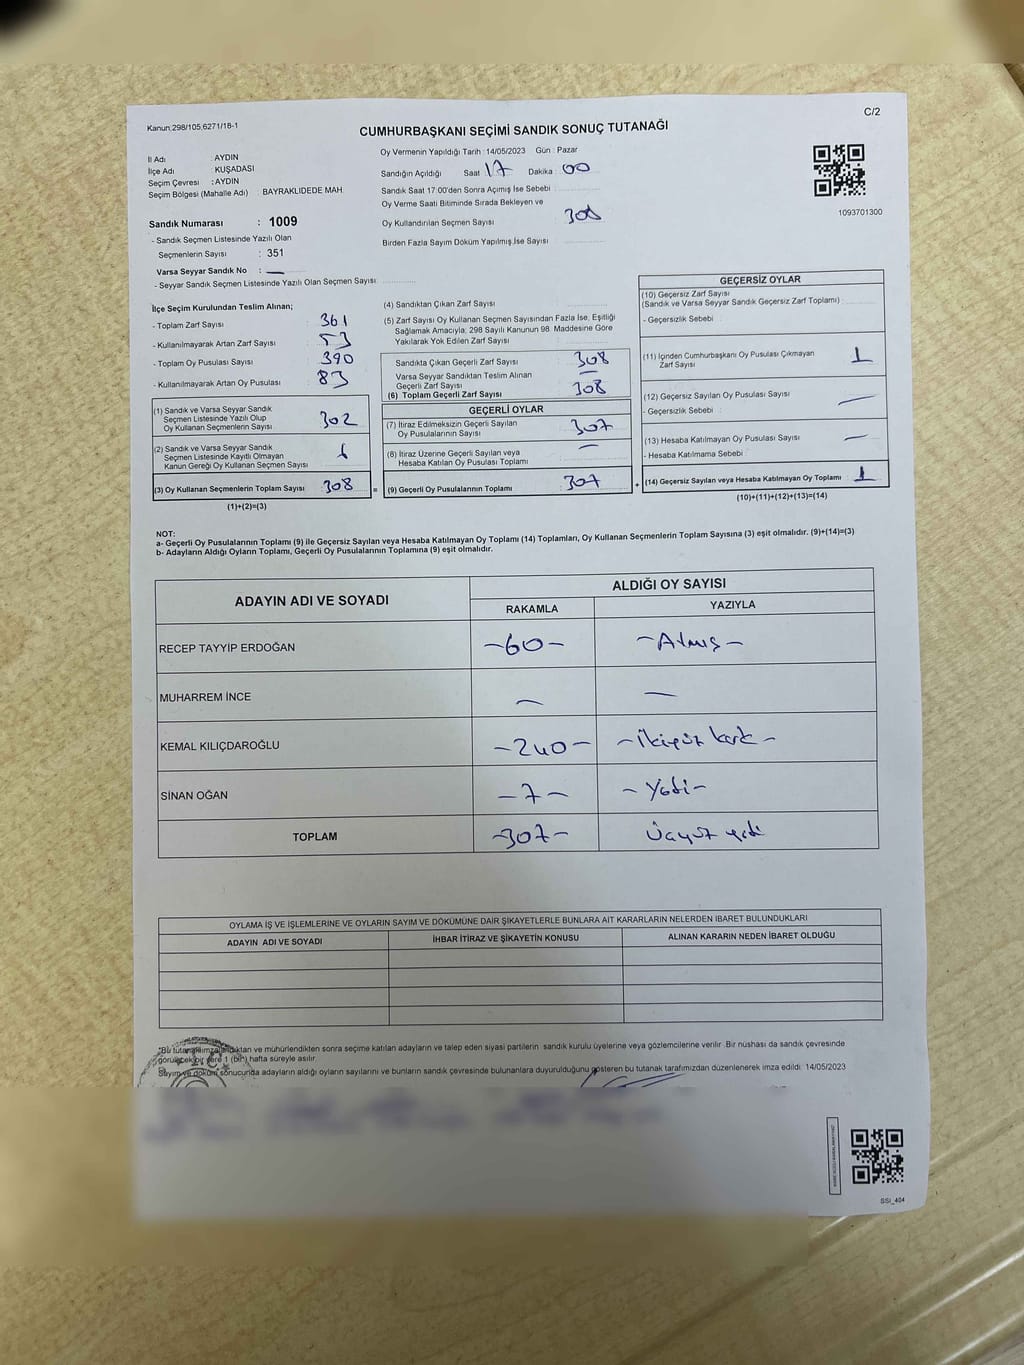 Kanun;298/105,6271/18-1
C/2
CUMHURBAŞKANI SEÇİMİ SANDIK SONUÇ TUTANAĞI
İl Adı : AYDIN
İlçe Adı : KUŞADASI
Seçim Çevresi : AYDIN
Seçim Bölgesi (Mahalle Adı) : BAYRAKLIDEDE MAH.
Sandık Numarası : 1009
- Sandık Seçmen Listesinde Yazılı Olan
Seçmenlerin Sayısı : 351
Varsa Seyyar Sandık No : —
- Seyyar Sandık Seçmen Listesinde Yazılı Olan Seçmen Sayısı
Oy Vermenin Yapıldığı Tarih : 14/05/2023 Gün : Pazar
Sandığın Açıldığı Saat 17 Dakika : 00
Sandık Saat 17:00'den Sonra Açımış İse Sebebi
Oy Verme Saati Bitiminde Sırada Bekleyen ve
Oy Kullandırılan Seçmen Sayısı 308
Birden Fazla Sayım Döküm Yapılmış İse Sayısı
1093701300
İlçe Seçim Kurulundan Teslim Alınan;
- Toplam Zarf Sayısı : 361
- Kullanılmayarak Artan Zarf Sayısı : 53
- Toplam Oy Pusulası Sayısı : 390
- Kullanılmayarak Artan Oy Pusulası : 83
(1) Sandık ve Varsa Seyyar Sandık
Seçmen Listesinde Yazılı Olup
Oy Kullanan Seçmenlerin Sayısı : 302
(2) Sandık ve Varsa Seyyar Sandık
Seçmen Listesinde Kayıtlı Olmayan
Kanun Gereği Oy Kullanan Seçmen Sayısı : 6
(3) Oy Kullanan Seçmenlerin Toplam Sayısı : 308 =
(1)+(2)=(3)
(4) Sandıktan Çıkan Zarf Sayısı
(5) Zarf Sayısı Oy Kullanan Seçmen Sayısından Fazla İse, Eşitliği
Sağlamak Amacıyla; 298 Sayılı Kanunun 98. Maddesine Göre
Yakılarak Yok Edilen Zarf Sayısı
Sandıkta Çıkan Geçerli Zarf Sayısı : 308
Varsa Seyyar Sandıktan Teslim Alınan
Geçerli Zarf Sayısı : —
(6) Toplam Geçerli Zarf Sayısı : 308
GEÇERLİ OYLAR
(7) İtiraz Edilmeksizin Geçerli Sayılan
Oy Pusulalarının Sayısı : 307
(8) İtiraz Üzerine Geçerli Sayılan veya
Hesaba Katılan Oy Pusulası Toplamı : —
(9) Geçerli Oy Pusulalarının Toplamı : 307 +
GEÇERSİZ OYLAR
(10) Geçersiz Zarf Sayısı
(Sandık ve Varsa Seyyar Sandık Geçersiz Zarf Toplamı) :
- Geçersizlik Sebebi :
(11) İçinden Cumhurbaşkanı Oy Pusulası Çıkmayan
Zarf Sayısı : 1
(12) Geçersiz Sayılan Oy Pusulası Sayısı : —
- Geçersizlik Sebebi :
(13) Hesaba Katılmayan Oy Pusulası Sayısı : —
- Hesaba Katılmama Sebebi :
(14) Geçersiz Sayılan veya Hesaba Katılmayan Oy Toplamı : 1
(10)+(11)+(12)+(13)=(14)
NOT:
a- Geçerli Oy Pusulalarının Toplamı (9) ile Geçersiz Sayılan veya Hesaba Katılmayan Oy Toplamı (14) Toplamları, Oy Kullanan Seçmenlerin Toplam Sayısına (3) eşit olmalıdır. (9)+(14)=(3)
b- Adayların Aldığı Oyların Toplamı, Geçerli Oy Pusulalarının Toplamına (9) eşit olmalıdır.
ADAYIN ADI VE SOYADI
ALDIĞI OY SAYISI
RAKAMLA YAZIYLA
RECEP TAYYİP ERDOĞAN -60- -Atmış-
MUHARREM İNCE — —
KEMAL KILIÇDAROĞLU -240- -İkiyüz kırk-
SİNAN OĞAN -7- -Yedi-
TOPLAM -307- Üçyüz yedi
OYLAMA İŞ VE İŞLEMLERİNE VE OYLARIN SAYIM VE DÖKÜMÜNE DAİR ŞİKAYETLERLE BUNLARA AİT KARARLARIN NELERDEN İBARET BULUNDUKLARI
ADAYIN ADI VE SOYADI İHBAR İTİRAZ VE ŞİKAYETİN KONUSU ALINAN KARARIN NEDEN İBARET OLDUĞU
"Bu tutanak imzalandıktan ve mühürlendikten sonra seçime katılan adayların ve talep eden siyasi partilerin sandık kurulu üyelerine veya gözlemcilerine verilir .Bir nüshası da sandık çevresinde
görülecek bir yere 1 (bir) hafta süreyle asılır.
Sayım ve döküm sonucunda adayların aldığı oyların sayılarını ve bunların sandık çevresinde bulunanlara duyurulduğunu gösteren bu tutanak tarafımızdan düzenlenerek imza edildi. 14/05/2023
SSI_404